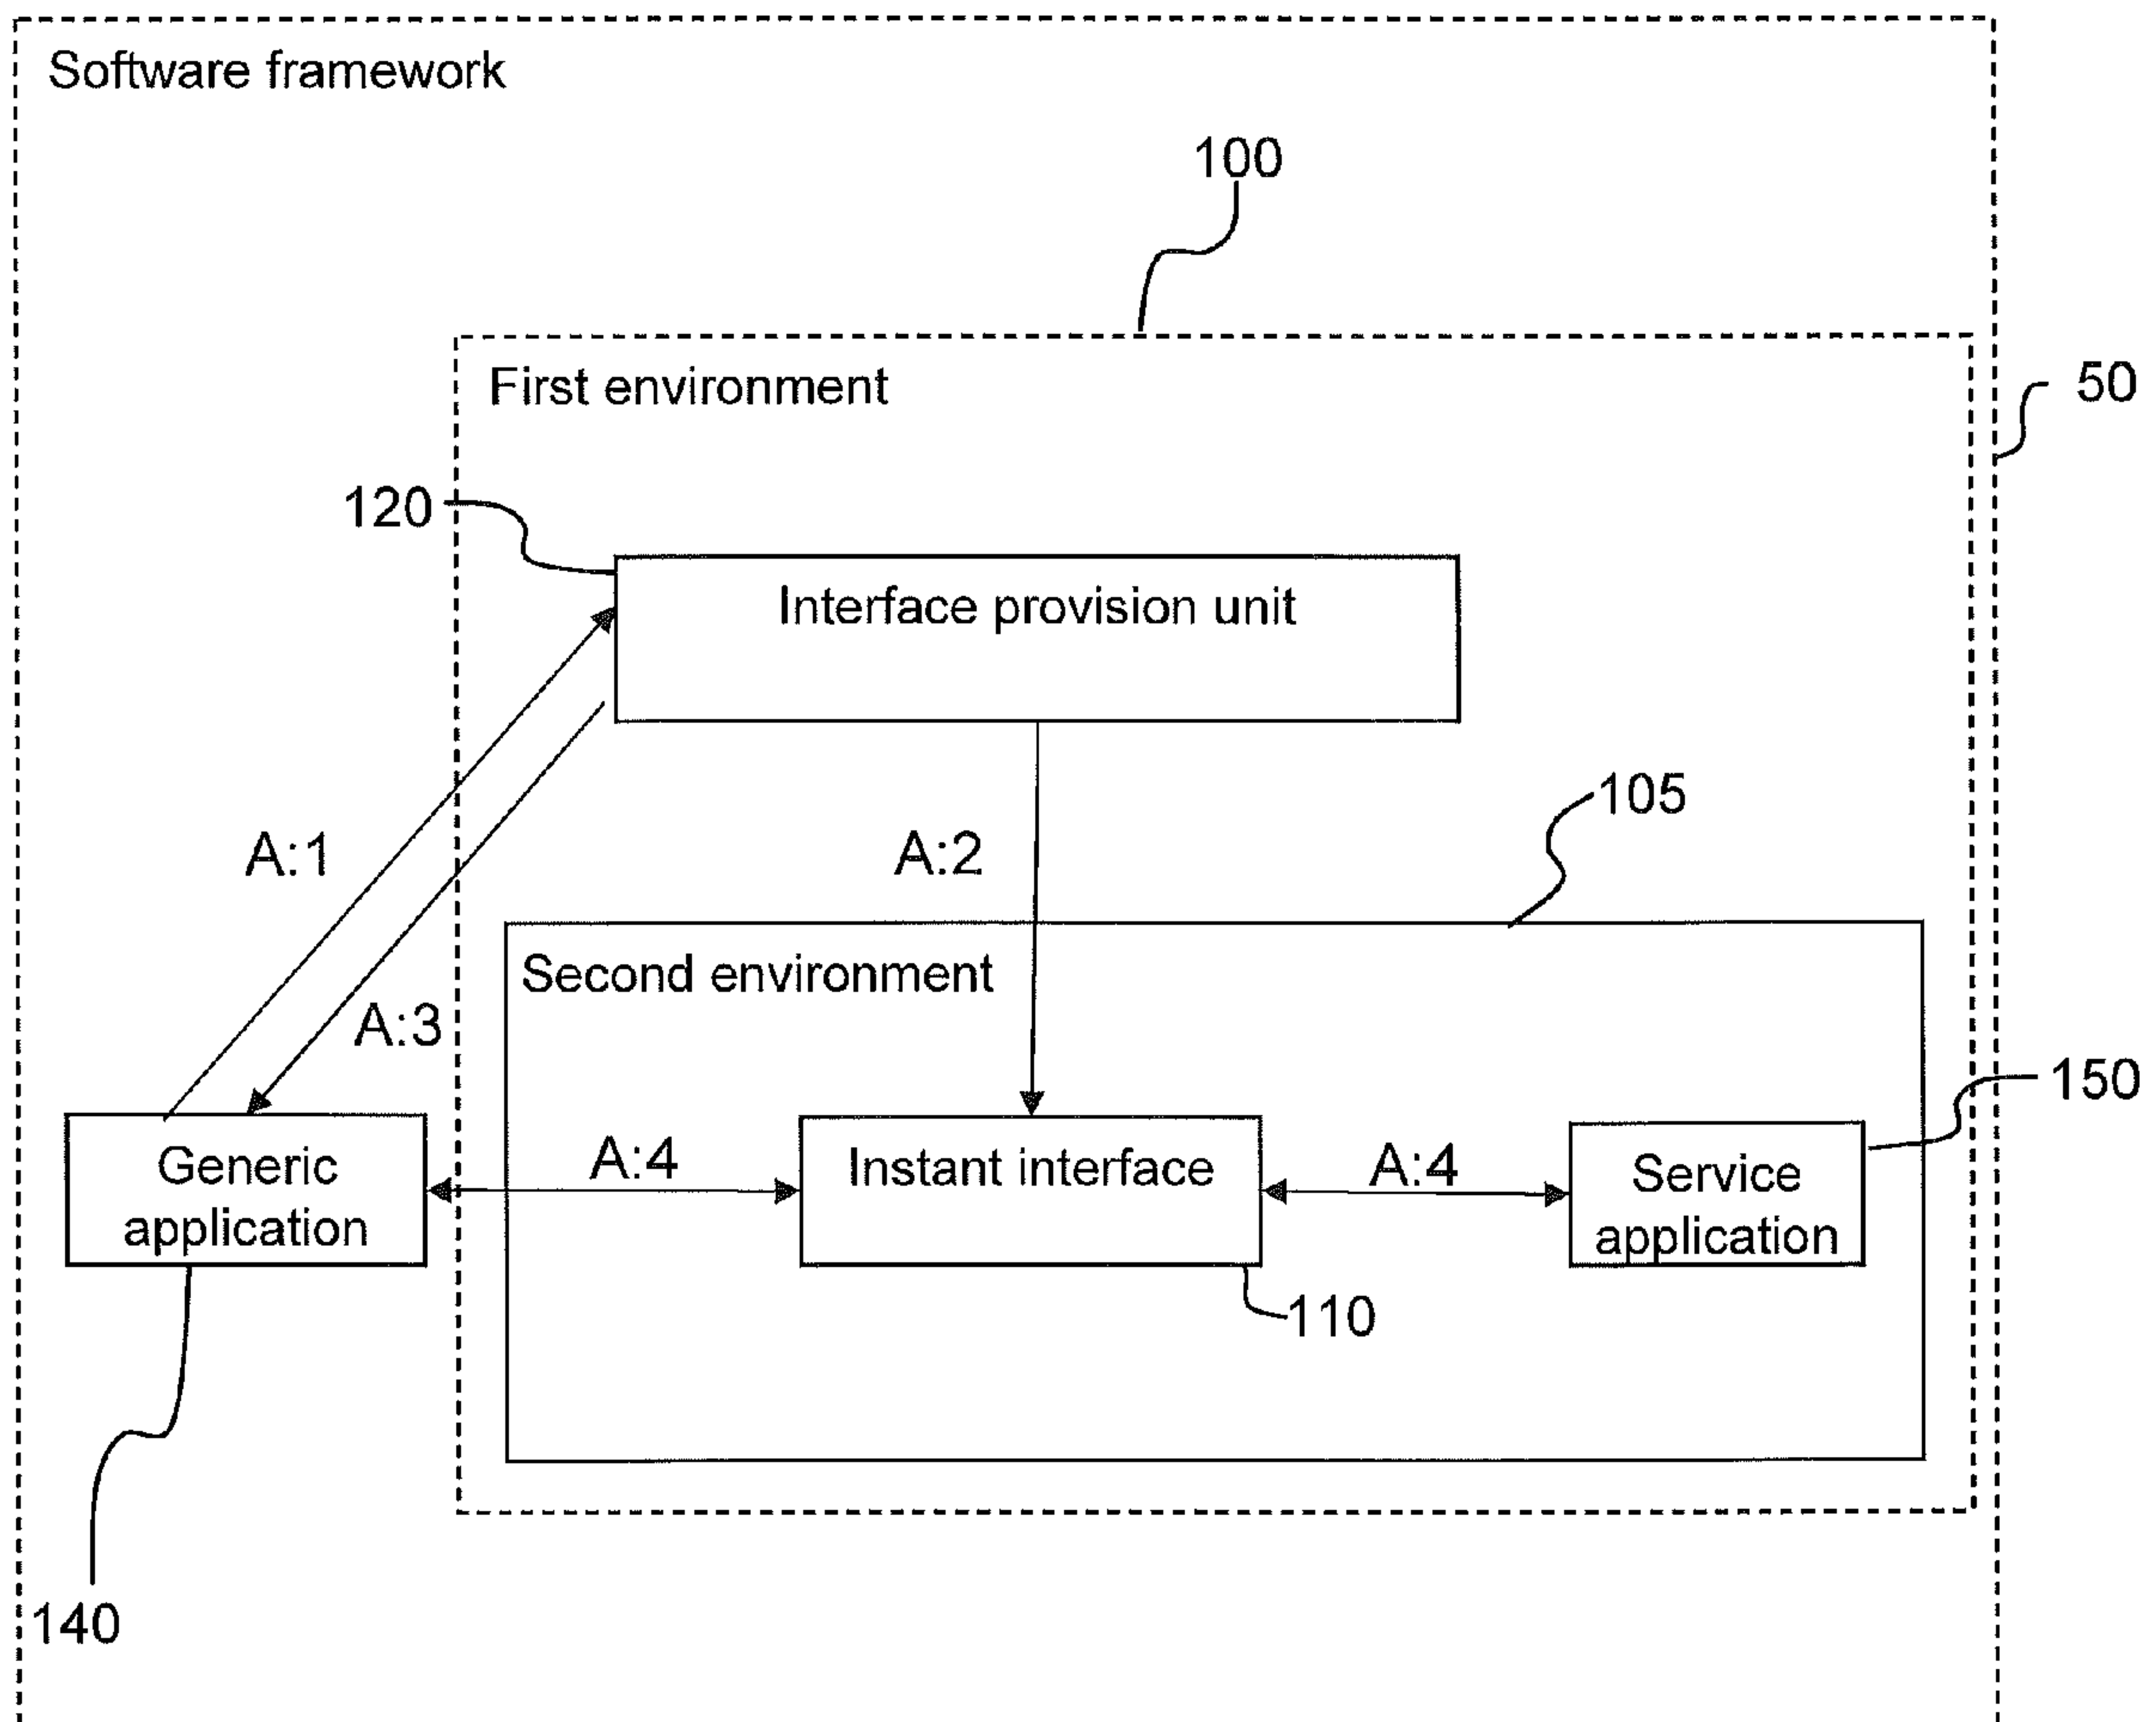 Software framework
100
First environment
50
120
Interface provision unit
105
A:1
A:2
Second environment
A:3
150
Generic
application
A:4
Instant interface
A:4
Service
application
110
140